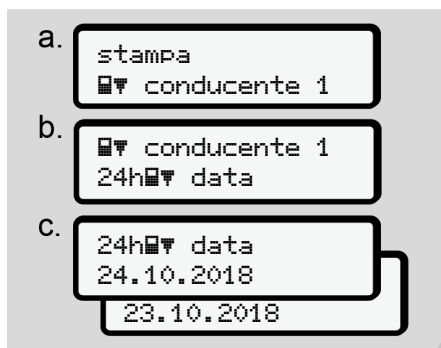 a.
stampa
conducente 1
b.
conducente 1
24h data
c.
24h data
24.10.2018
23.10.2018